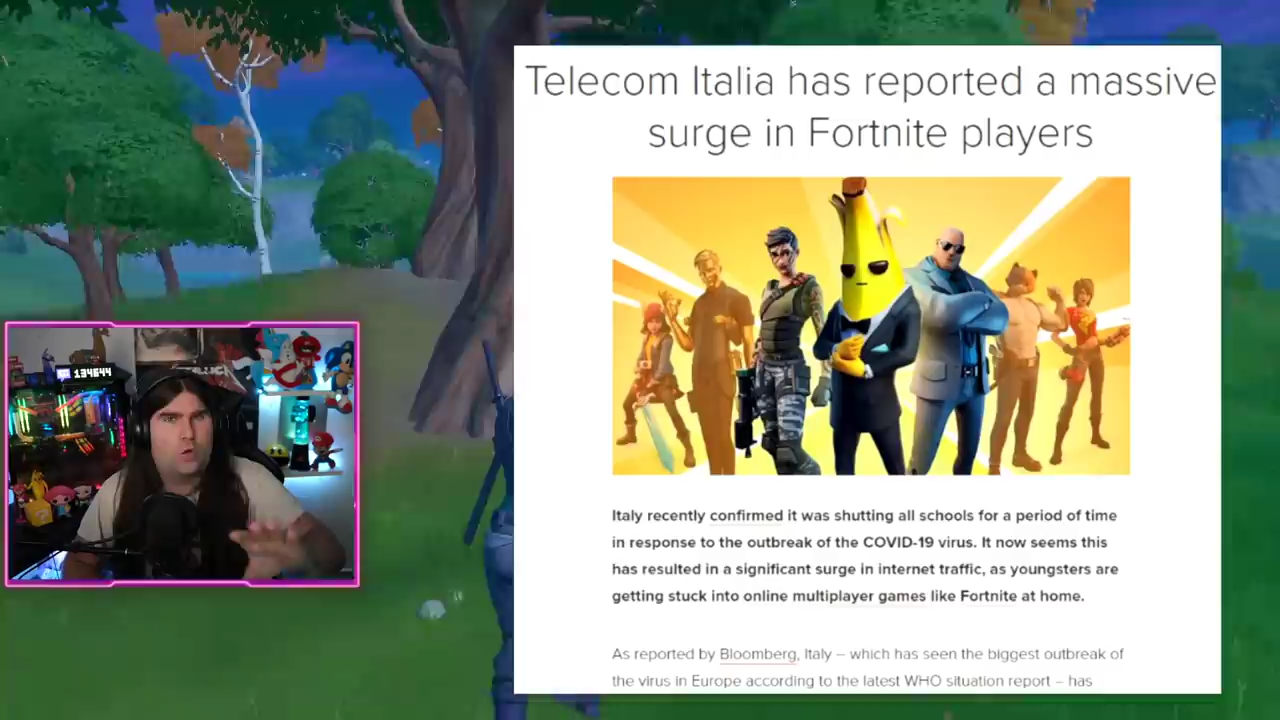 Telecom Italia has reported a massive
surge in Fortnite players
134644
Italy recently confirmed it was shutting all schools for a period of time
in response to the outbreak of the COVID-19 virus. It now seems this
has resulted in a significant surge in internet traffic, as youngsters are
getting stuck into online multiplayer games like Fortnite at home.
As reported by Bloomberg, Italy – which has seen the biggest outbreak of
the virus in Europe according to the latest WHO situation report – has